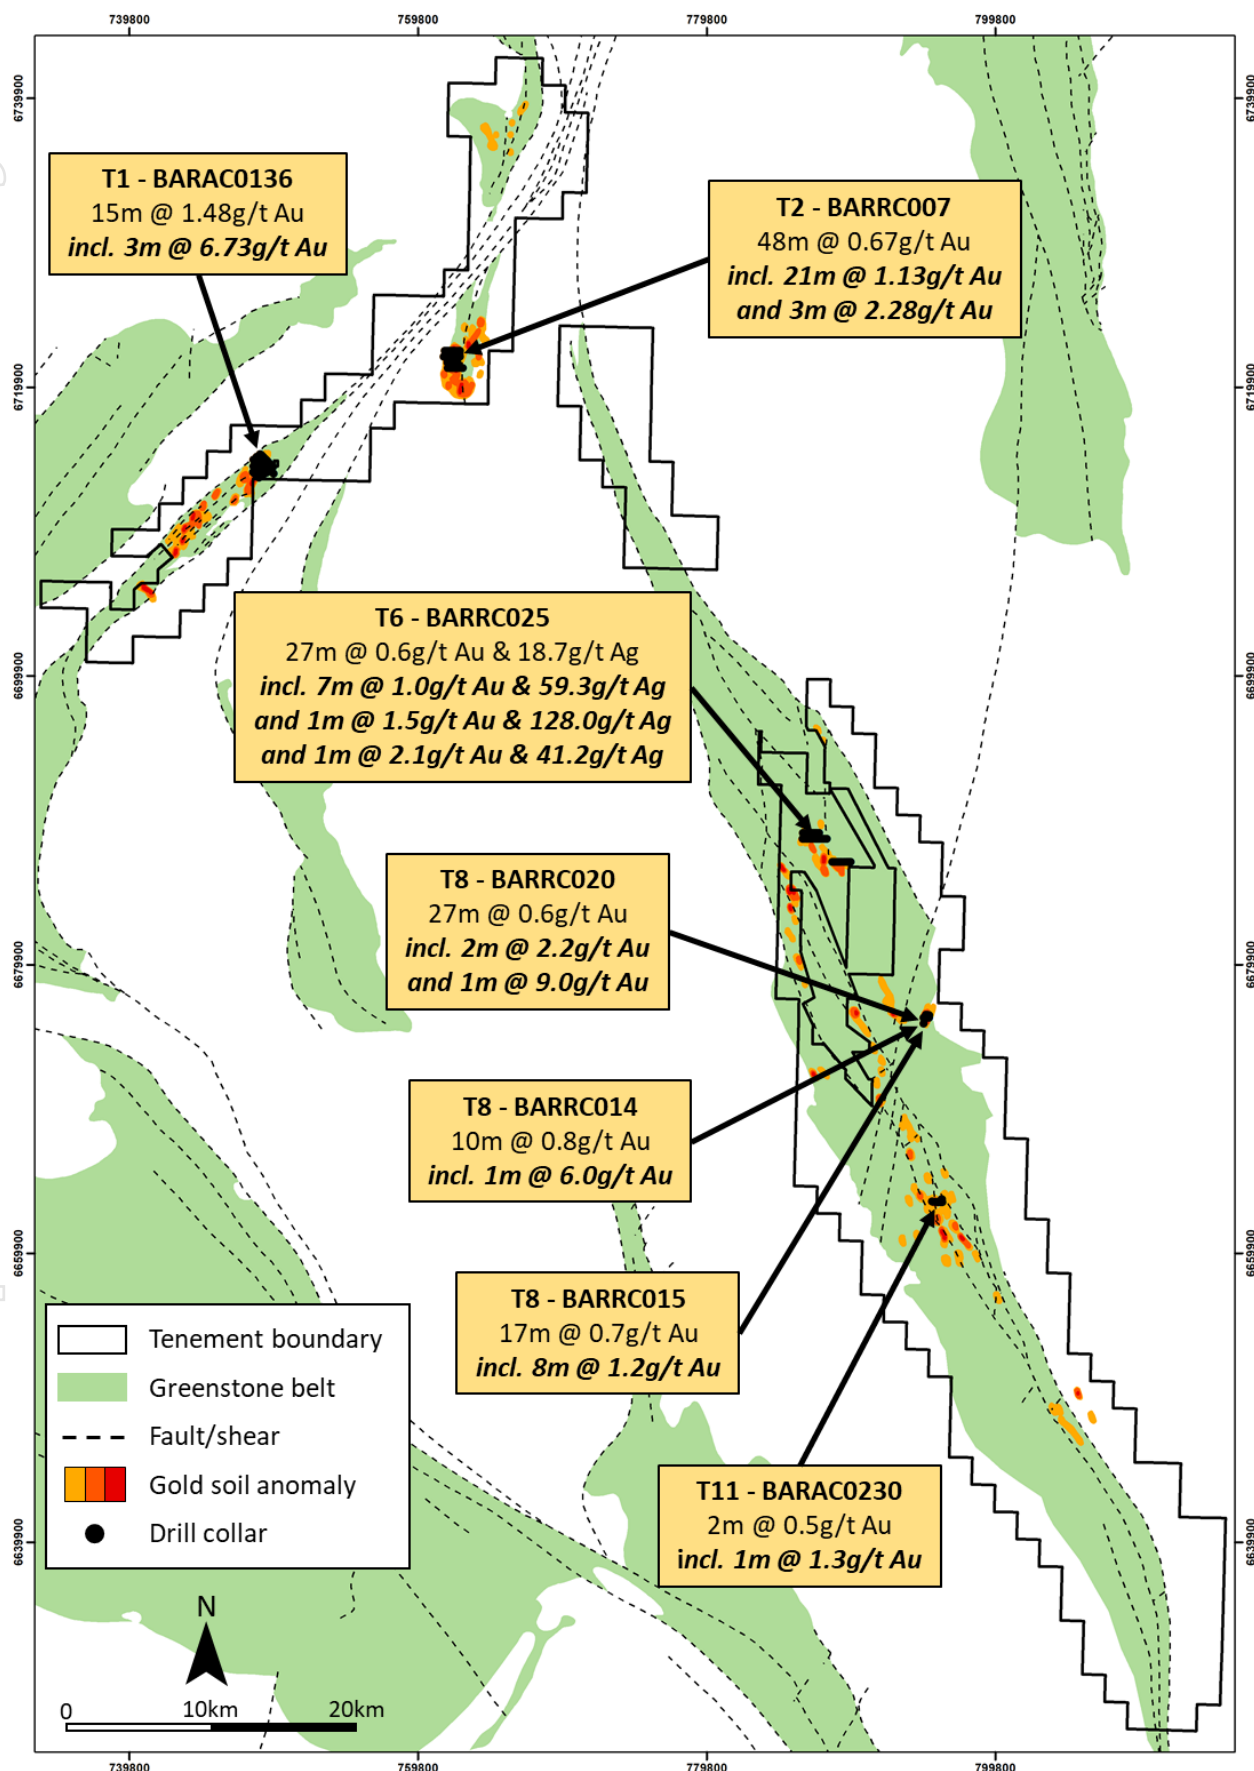 739800
759800
779800
799800
6739900
6739900
T1 - BARAC0136
15m @ 1.48g/t Au
incl. 3m @ 6.73g/t Au
T2 - BARRC007
48m @ 0.67g/t Au
incl. 21m @ 1.13g/t Au
and 3m @ 2.28g/t Au
6719900
6719900
T6 - BARRC025
27m @ 0.6g/t Au & 18.7g/t Ag
incl. 7m @ 1.0g/t Au & 59.3g/t Ag
and 1m @ 1.5g/t Au & 128.0g/t Ag
and 1m @ 2.1g/t Au & 41.2g/t Ag
6699900
6699900
T8 - BARRC020
27m @ 0.6g/t Au
incl. 2m @ 2.2g/t Au
and 1m @ 9.0g/t Au
6679900
6679900
T8 - BARRC014
10m @ 0.8g/t Au
incl. 1m @ 6.0g/t Au
6659900
6659900
T8 - BARRC015
17m @ 0.7g/t Au
incl. 8m @ 1.2g/t Au
T11 - BARAC0230
2m @ 0.5g/t Au
incl. 1m @ 1.3g/t Au
6639900
6639900
Tenement boundary
Greenstone belt
Fault/shear
Gold soil anomaly
Drill collar
N
0 10km 20km
739800
759800
779800
799800